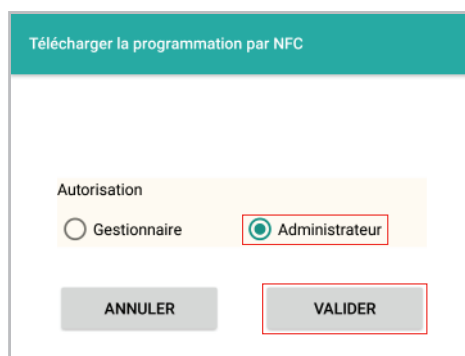 Télécharger la programmation par NFC
Autorisation
Gestionnaire Administrateur
ANNULER VALIDER